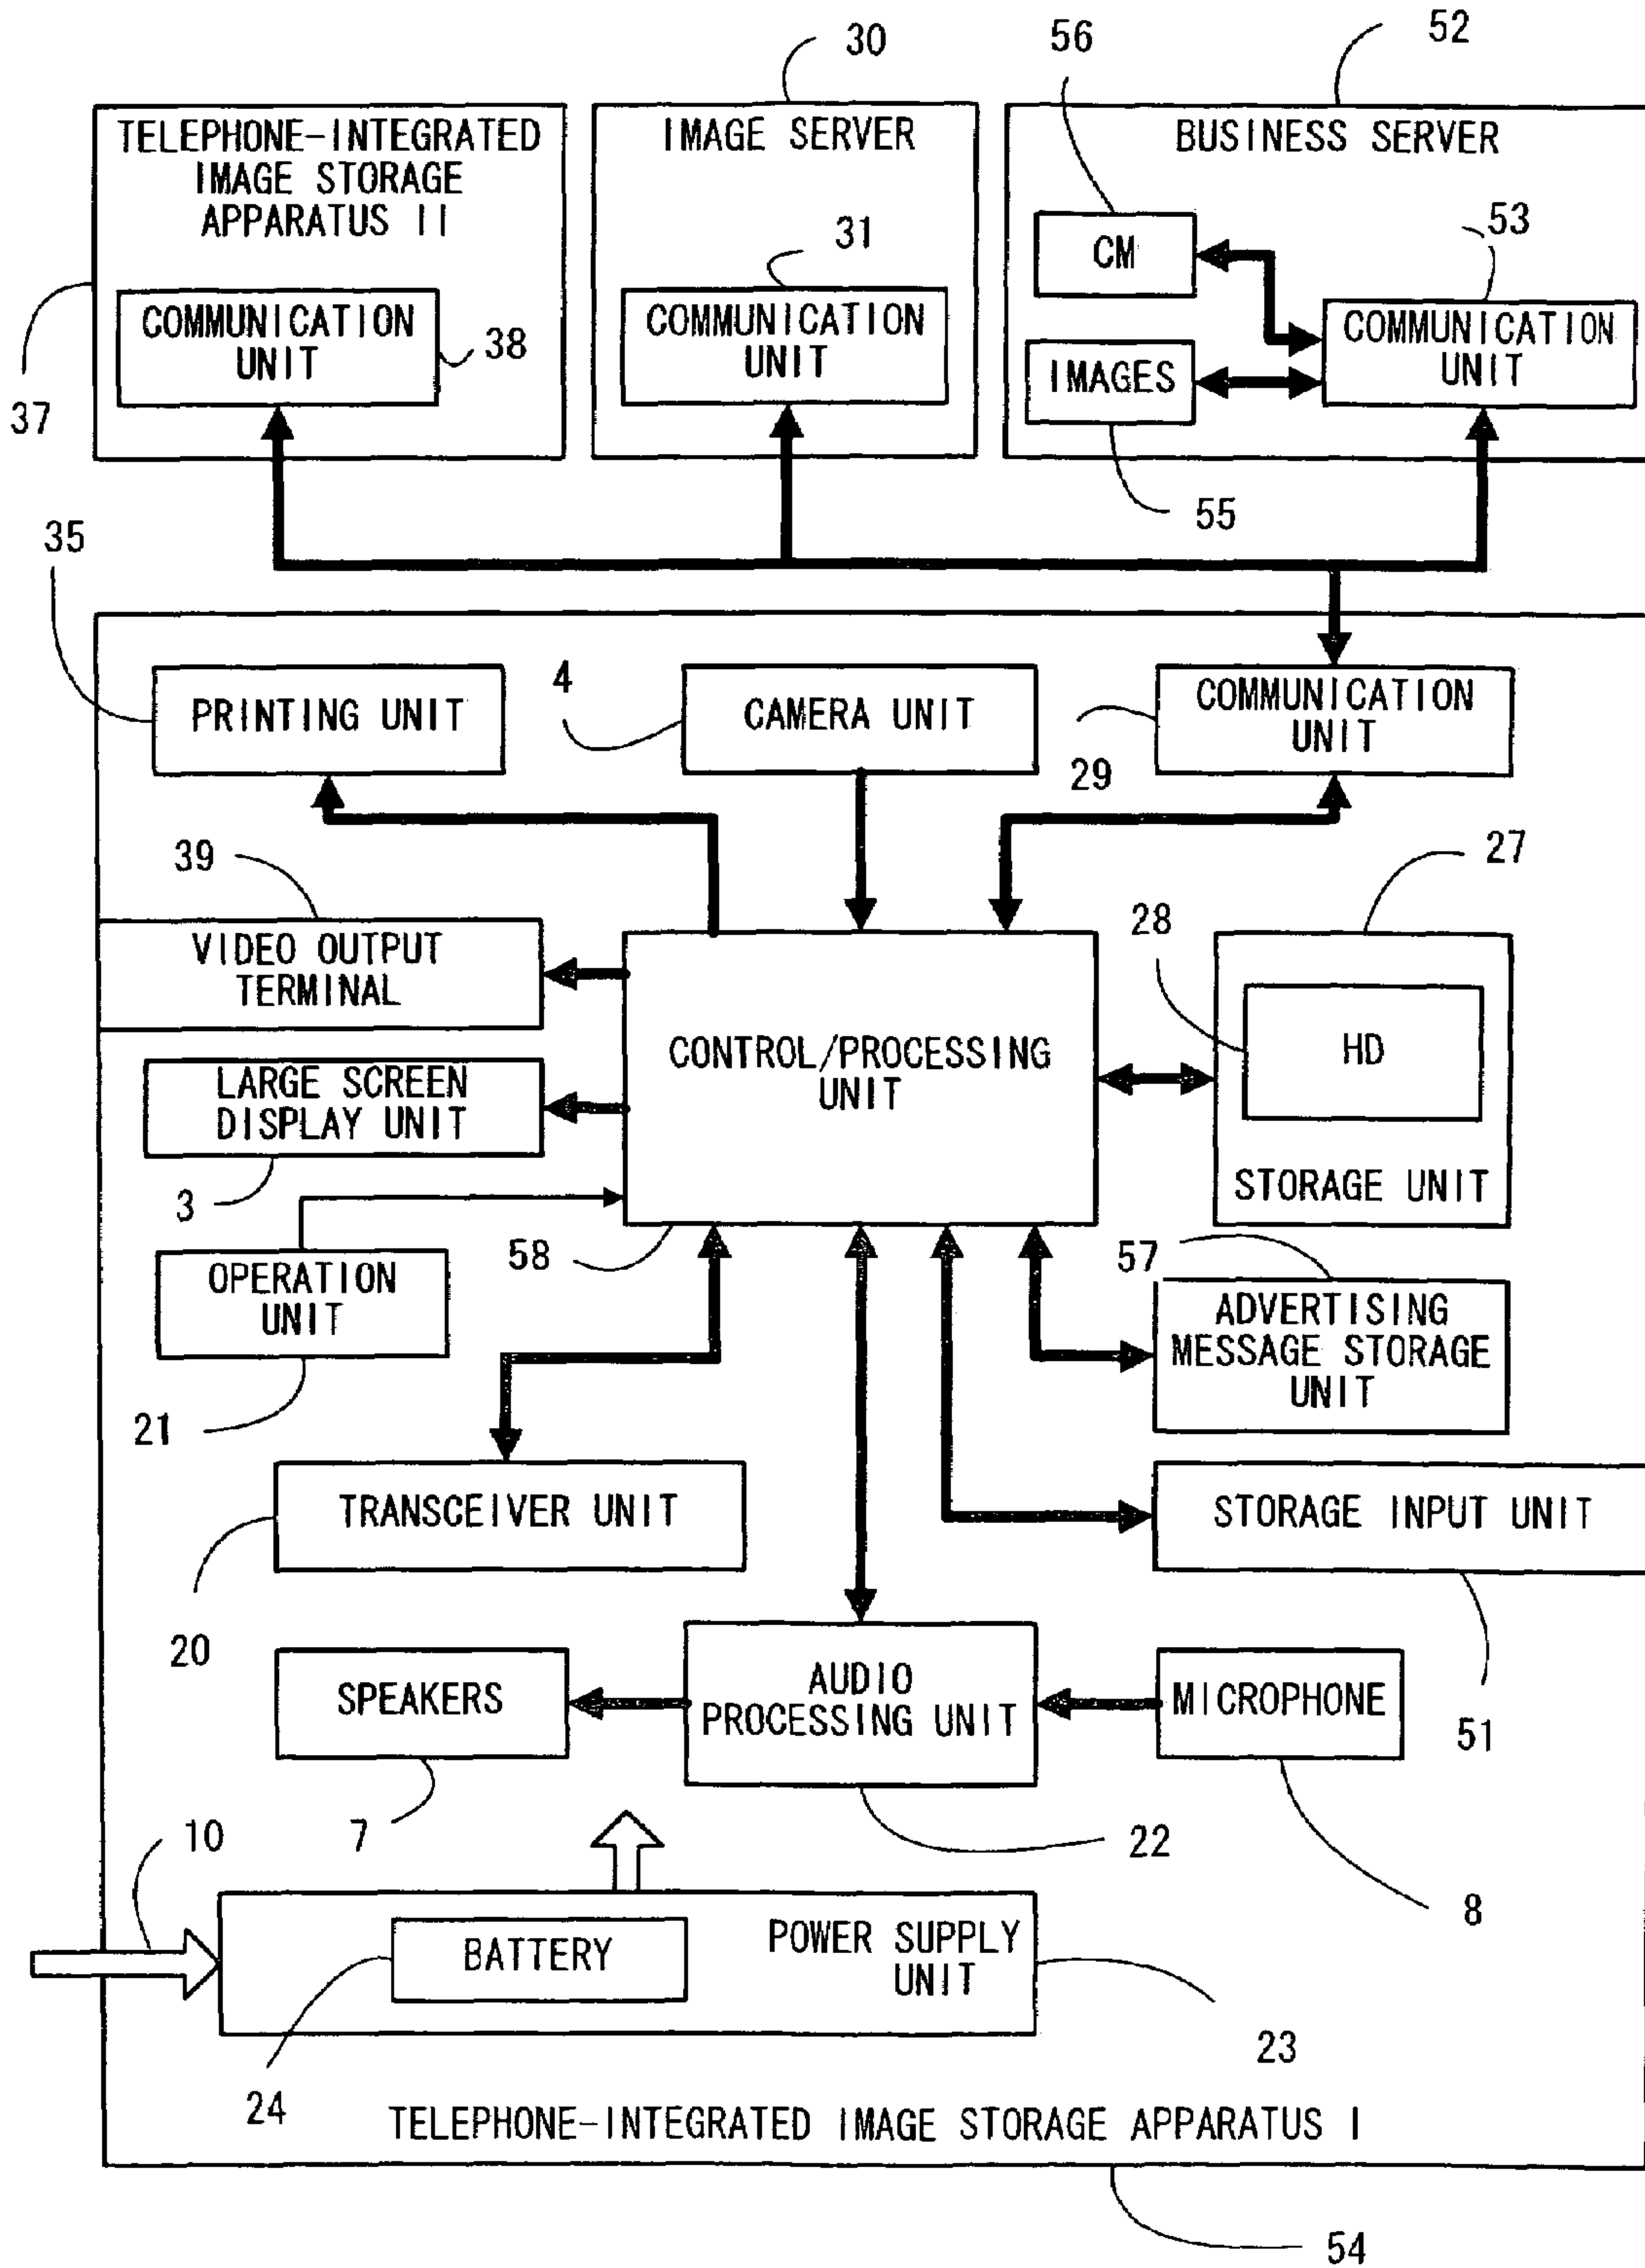 30
56
52
TELEPHONE-INTEGRATED
IMAGE STORAGE
APPARATUS II
IMAGE SERVER
BUSINESS SERVER
53
31
CM
COMMUNICATION
UNIT
38
COMMUNICATION
UNIT
COMMUNICATION
UNIT
IMAGES
37
55
35
PRINTING UNIT
4
CAMERA UNIT
COMMUNICATION
UNIT
29
39
27
28
VIDEO OUTPUT
TERMINAL
CONTROL/PROCESSING
UNIT
HD
LARGE SCREEN
DISPLAY UNIT
STORAGE UNIT
3
58
57
OPERATION
UNIT
ADVERTISING
MESSAGE STORAGE
UNIT
21
TRANSCEIVER UNIT
STORAGE INPUT UNIT
20
SPEAKERS
AUDIO
PROCESSING UNIT
MICROPHONE
51
7
10
22
8
BATTERY
POWER SUPPLY
UNIT
23
24
TELEPHONE-INTEGRATED IMAGE STORAGE APPARATUS I
54